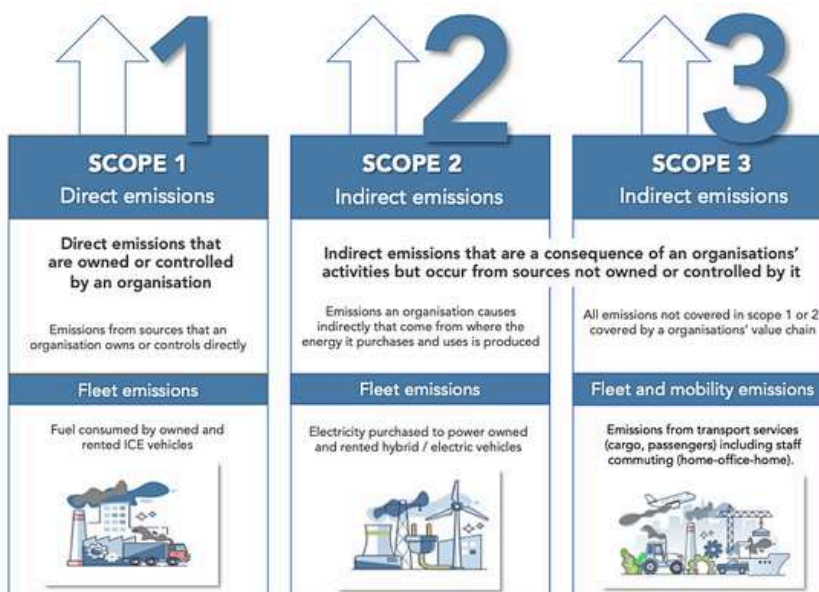 1
2
3
SCOPE 1
Direct emissions
SCOPE 2
Indirect emissions
SCOPE 3
Indirect emissions
Direct emissions that
are owned or controlled
by an organisation
Indirect emissions that are a consequence of an organisations'
activities but occur from sources not owned or controlled by it
Emissions from sources that an
organisation owns or controls directly
Emissions an organisation causes
indirectly that come from where the
energy it purchases and uses is produced
All emissions not covered in scope 1 or 2
covered by a organisations' value chain
Fleet emissions
Fuel consumed by owned and
rented ICE vehicles
Fleet emissions
Electricity purchased to power owned
and rented hybrid / electric vehicles
Fleet and mobility emissions
Emissions from transport services
(cargo, passengers) including staff
commuting (home-office-home).